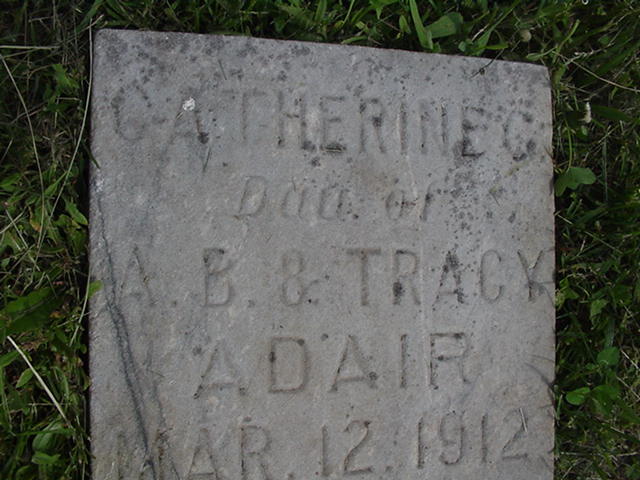 CATHERINE C.
Dau. of
A. B. & TRACY
ADAIR
MAR. 12. 1912